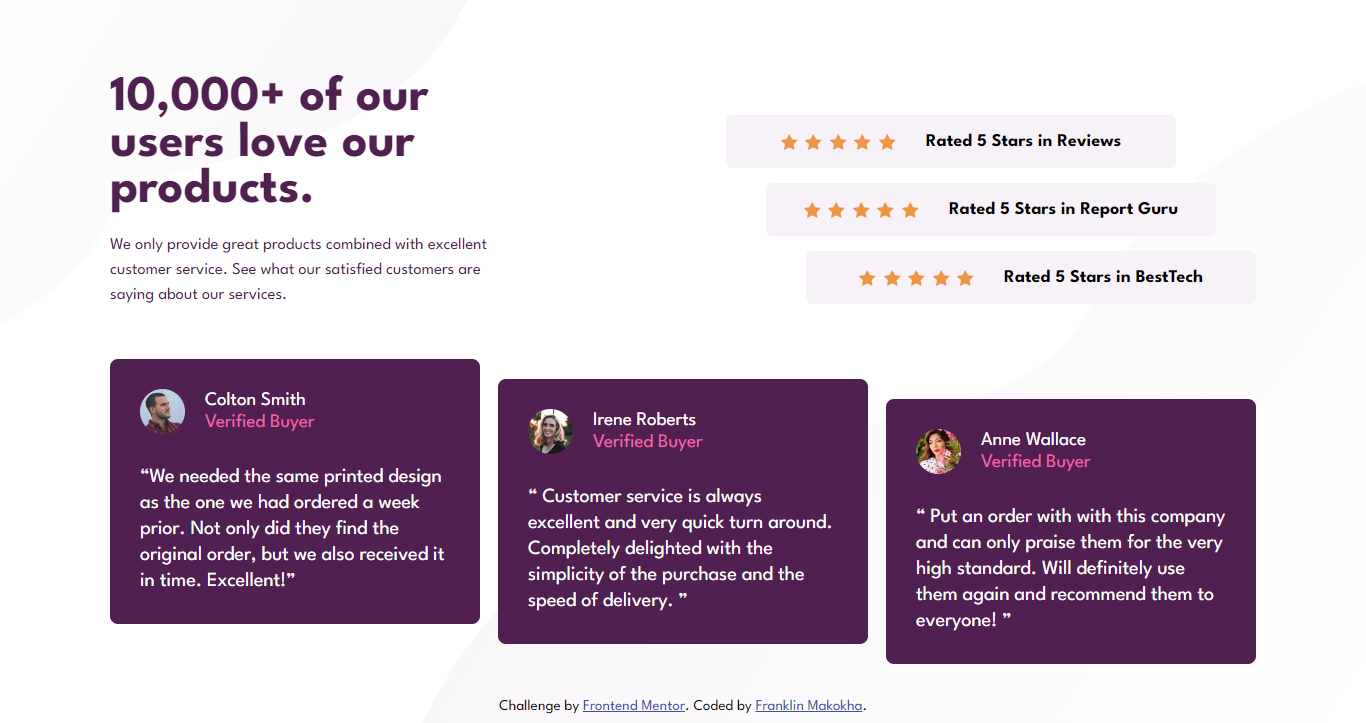 10,000+ of our
users love our
products.
We only provide great products combined with excellent
customer service. See what our satisfied customers are
saying about our services.
Rated 5 Stars in Reviews
Rated 5 Stars in Report Guru
Rated 5 Stars in BestTech
Colton Smith
Verified Buyer
“We needed the same printed design
as the one we had ordered a week
prior. Not only did they find the
original order, but we also received it
in time. Excellent!”
Irene Roberts
Verified Buyer
“ Customer service is always
excellent and very quick turn around.
Completely delighted with the
simplicity of the purchase and the
speed of delivery. ”
Anne Wallace
Verified Buyer
“ Put an order with with this company
and can only praise them for the very
high standard. Will definitely use
them again and recommend them to
everyone! ”
Challenge by Frontend Mentor. Coded by Franklin Makokha.